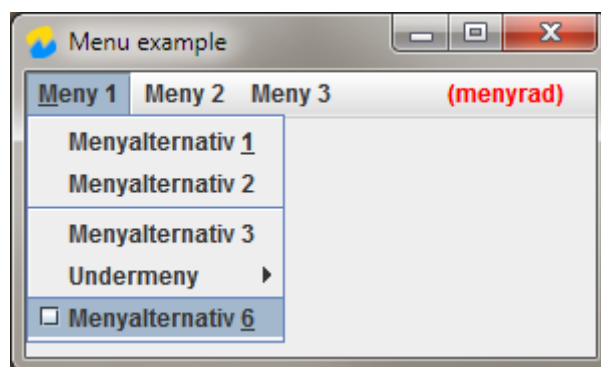 Menu example
Meny 1 Meny 2 Meny 3 (menyrad)
Menyalternativ 1
Menyalternativ 2
Menyalternativ 3
Undermeny
Menyalternativ 6